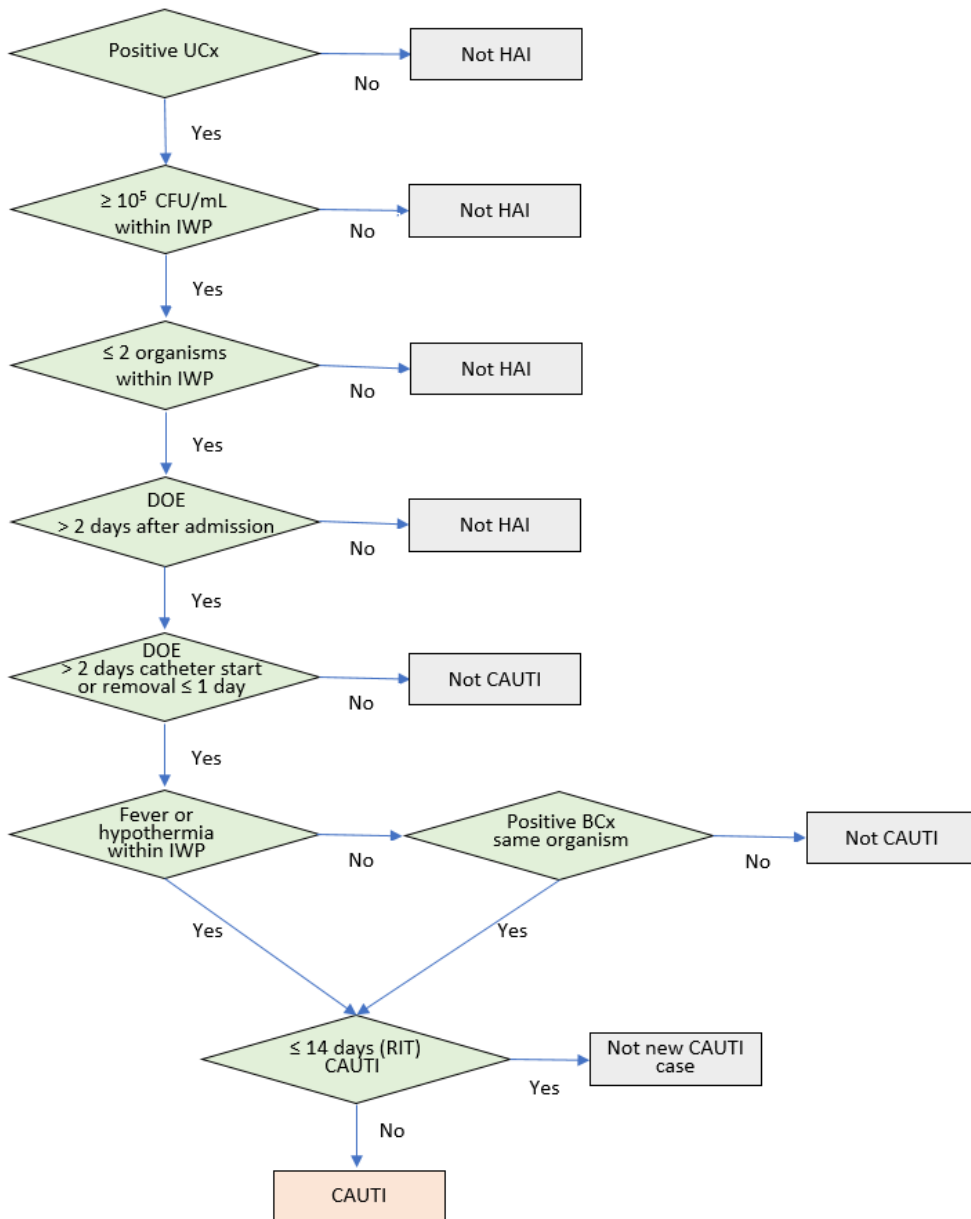 Positive UCx
Not HAI
No
Yes
≥ 10⁵ CFU/mL
within IWP
Not HAI
No
Yes
≤ 2 organisms
within IWP
Not HAI
No
Yes
DOE
> 2 days after admission
Not HAI
No
Yes
DOE
> 2 days catheter start
or removal ≤ 1 day
Not CAUTI
No
Yes
Fever or
hypothermia
within IWP
No
Positive BCx
same organism
Not CAUTI
No
Yes
Yes
≤ 14 days (RIT)
CAUTI
Not new CAUTI
case
Yes
No
CAUTI